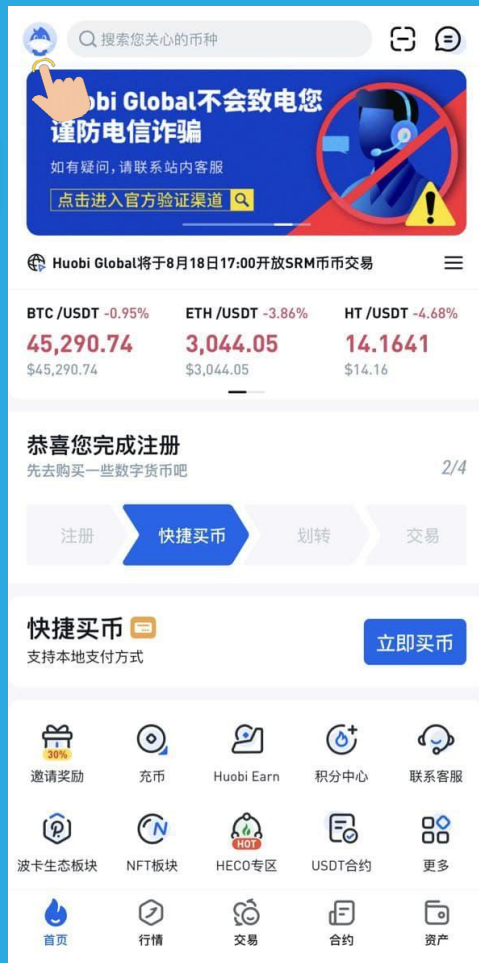 搜索您关心的币种
obi Global不会致电您
谨防电信诈骗
如有疑问,请联系站内客服
点击进入官方验证渠道
Huobi Global将于8月18日17:00开放SRM币币交易
BTC /USDT -0.95%
ETH /USDT -3.86%
HT /USDT -4.68%
45,290.74
3,044.05
14.1641
$45,290.74
$3,044.05
$14.16
恭喜您完成注册
先去购买一些数字货币吧
2/4
注册
快捷买币
划转
交易
快捷买币
支持本地支付方式
立即买币
30%
邀请奖励
充币
Huobi Earn
积分中心
联系客服
HOT
波卡生态板块
NFT板块
HECO专区
USDT合约
更多
首页
行情
交易
合约
资产